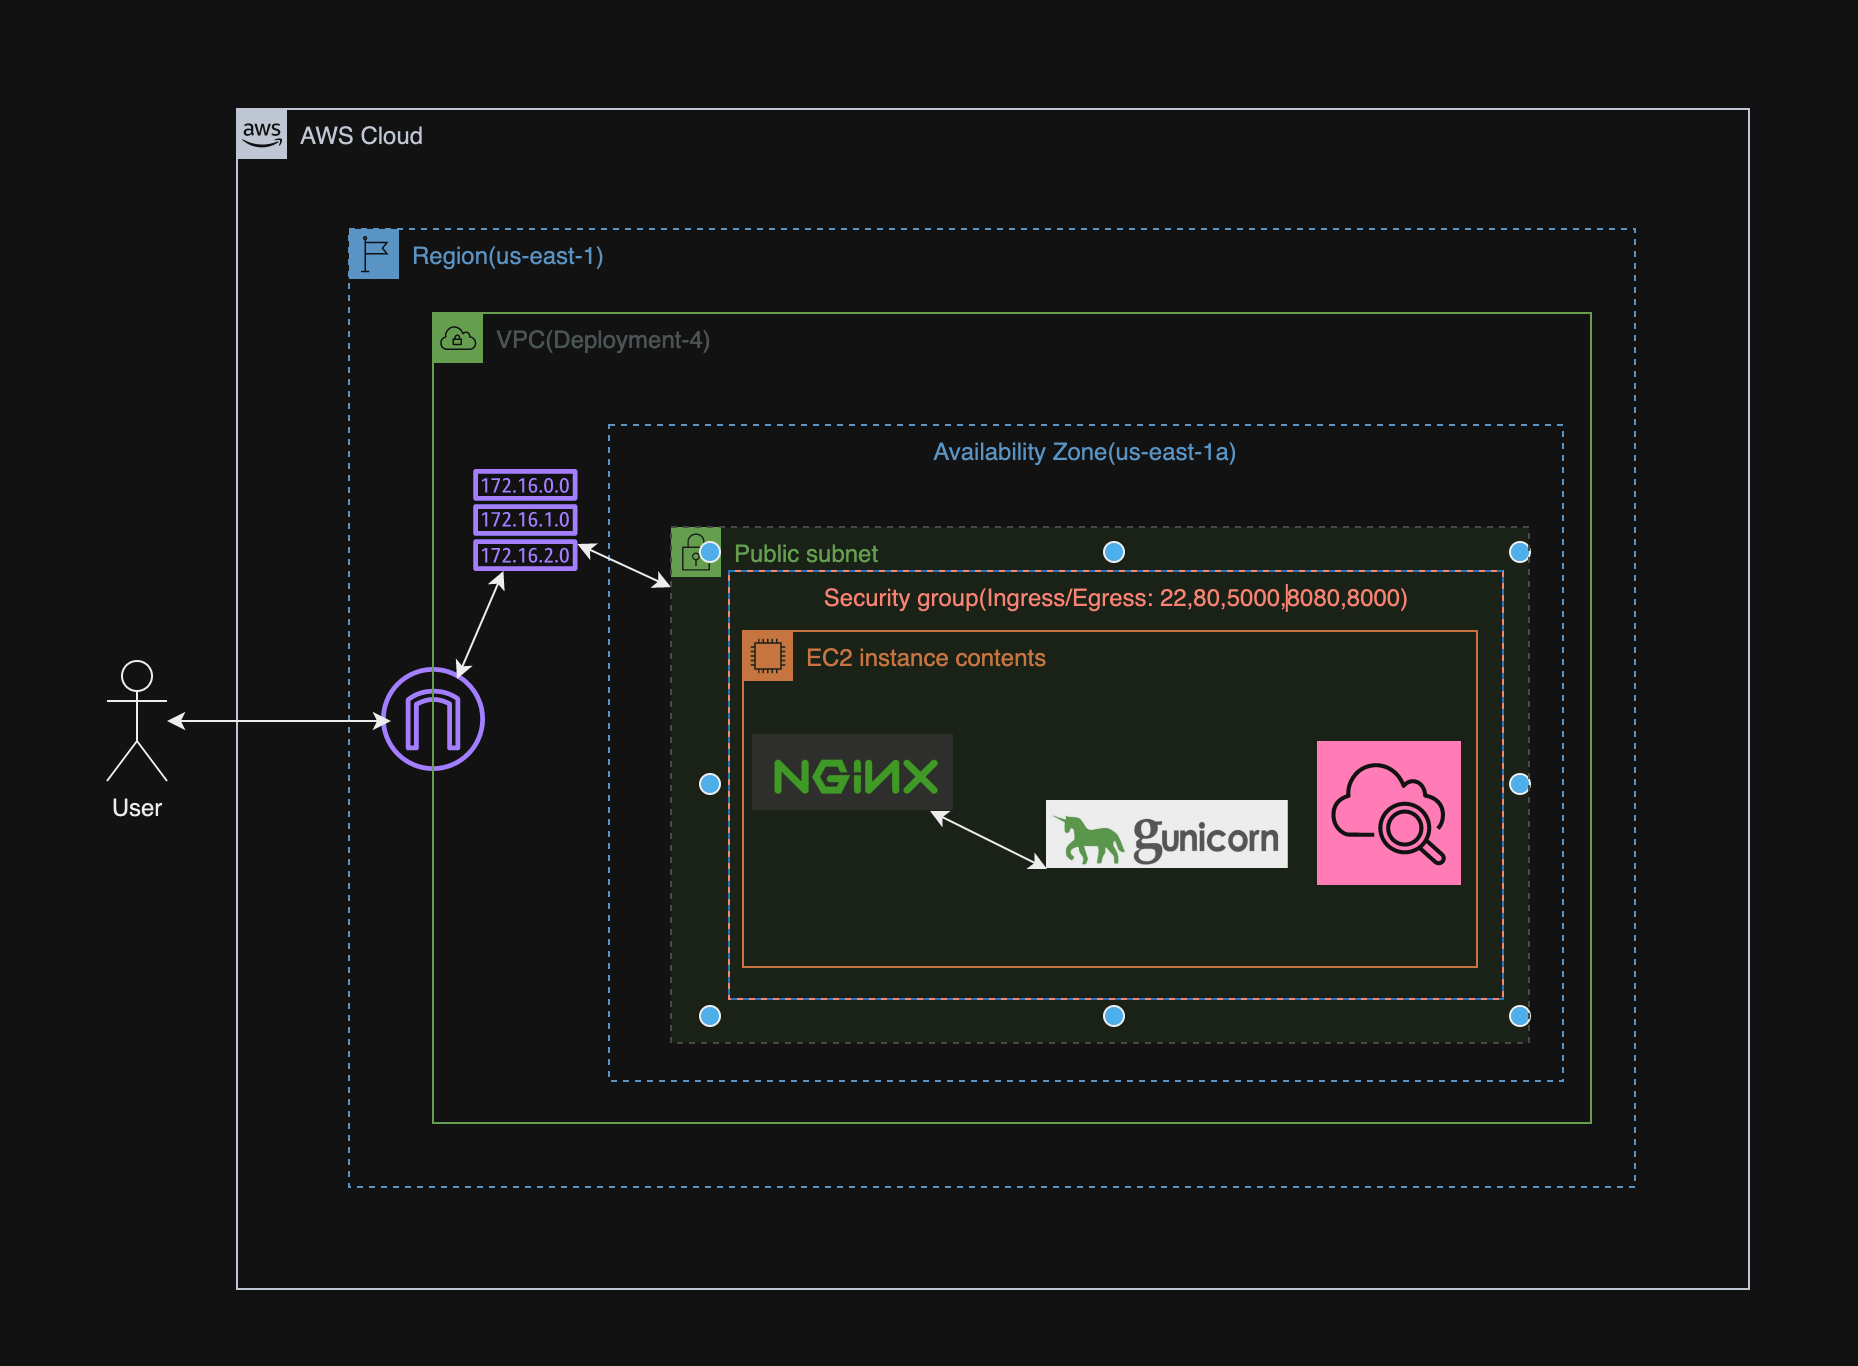 aws
AWS Cloud
Region(us-east-1)
VPC(Deployment-4)
Availability Zone(us-east-1a)
172.16.0.0
172.16.1.0
172.16.2.0
Public subnet
Security group(Ingress/Egress: 22,80,5000,8080,8000)
EC2 instance contents
NGiNX
gunicorn
User